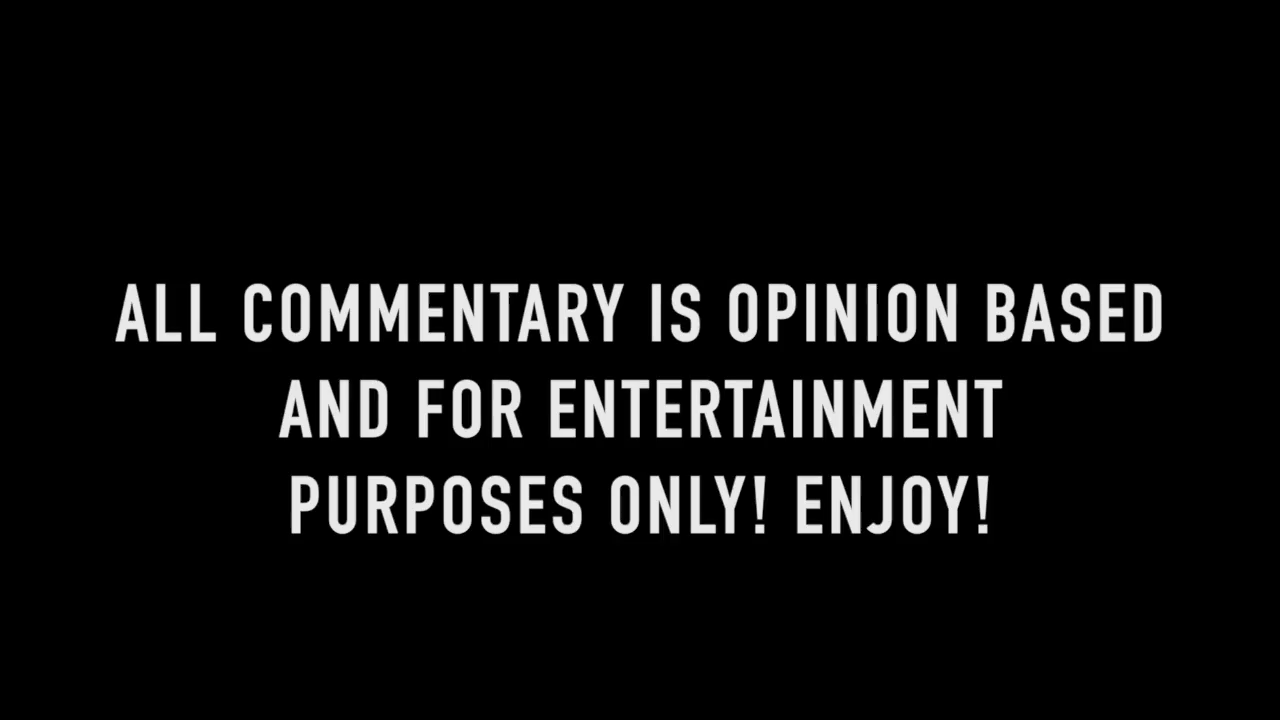 ALL COMMENTARY IS OPINION BASED
AND FOR ENTERTAINMENT
PURPOSES ONLY! ENJOY!